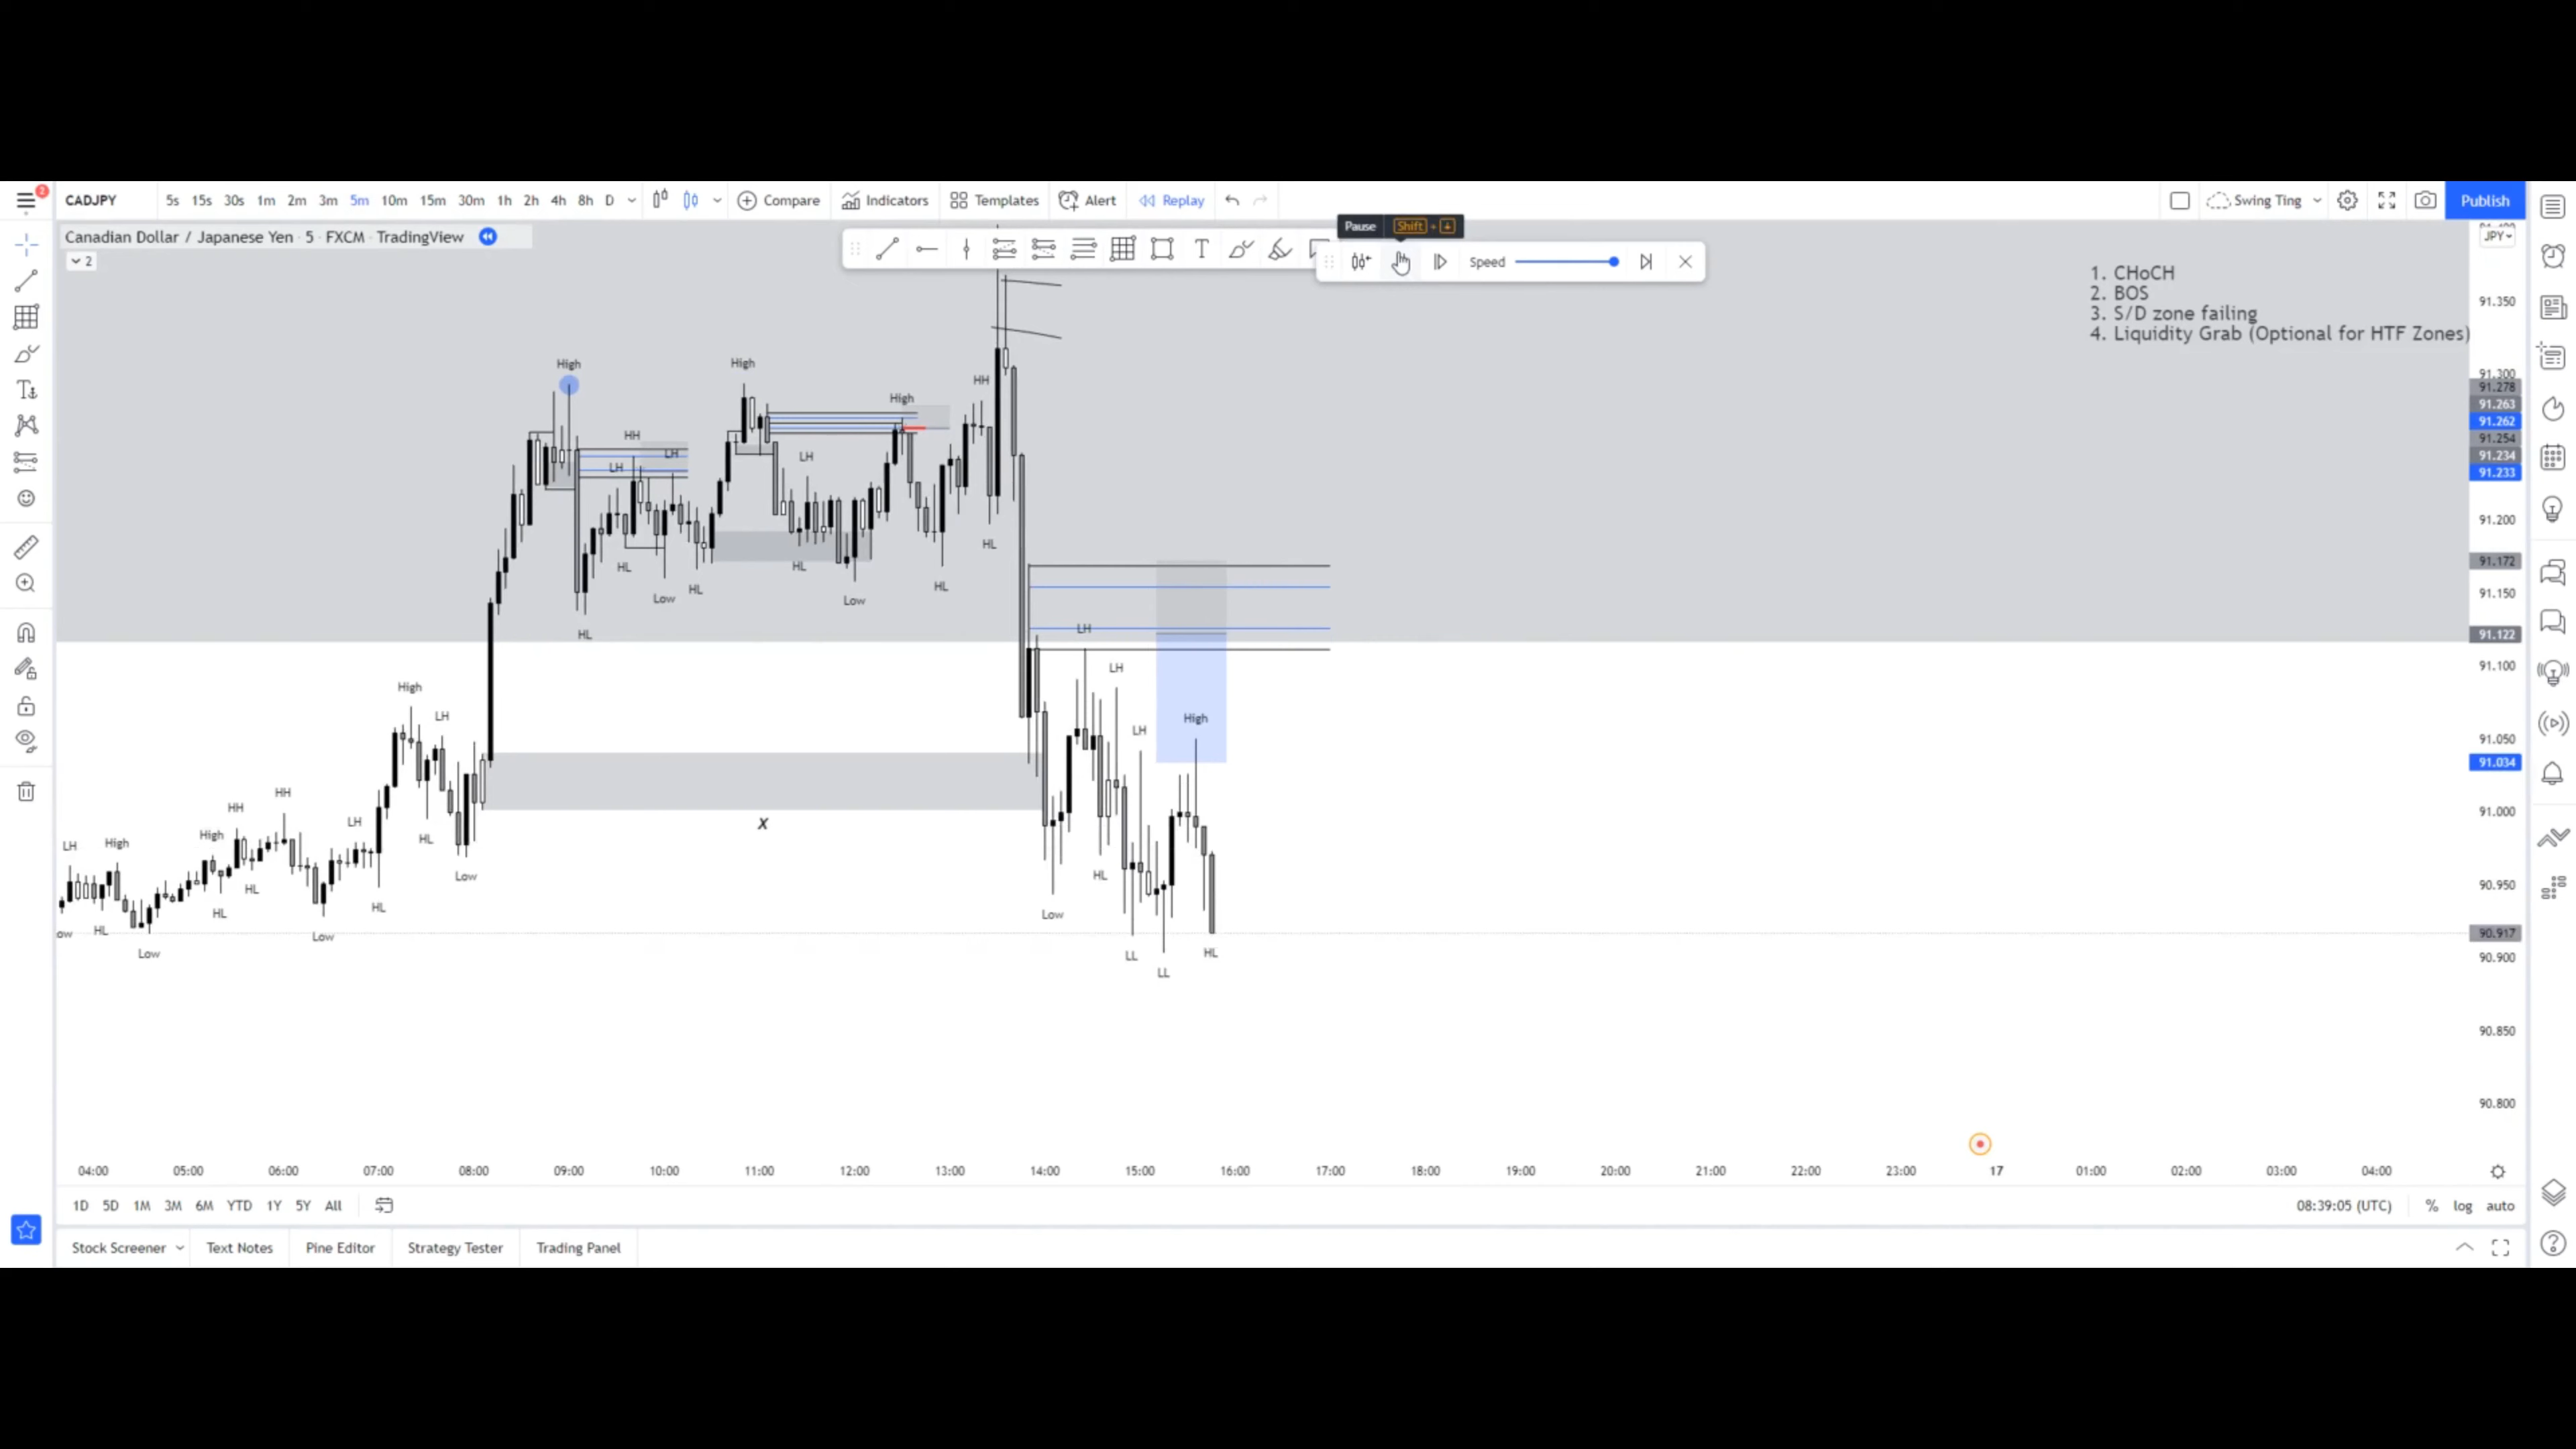 2
CADJPY 5s 15s 30s 1m 2m 3m 5m 10m 15m 30m 1h 2h 4h 8h D Compare Indicators Templates Alert Replay Swing Ting Publish
Pause Shift +
Canadian Dollar / Japanese Yen · 5 · FXCM · TradingView
JPY
2
Speed
1. CHoCH
2. BOS
3. S/D zone failing
4. Liquidity Grab (Optional for HTF Zones)
91.350
91.300
91.278
91.263
91.262
91.254
91.234
91.233
91.200
91.172
91.150
91.122
91.100
91.050
91.034
91.000
90.950
90.917
90.900
90.850
90.800
High
High
HH
High
HH
LH
LH
LH
HL
HL
HL
HL
HL
Low
HL
Low
HL
LH
LH
High
LH
High
LH
HH
HH
LH
X
High
High
LH
HL
HL
Low
HL
HL
HL
Low
Low
HL
Low
LL
HL
LL
04:00 05:00 06:00 07:00 08:00 09:00 10:00 11:00 12:00 13:00 14:00 15:00 16:00 17:00 18:00 19:00 20:00 21:00 22:00 23:00 17 01:00 02:00 03:00 04:00
1D 5D 1M 3M 6M YTD 1Y 5Y All 08:39:05 (UTC) % log auto
Stock Screener Text Notes Pine Editor Strategy Tester Trading Panel